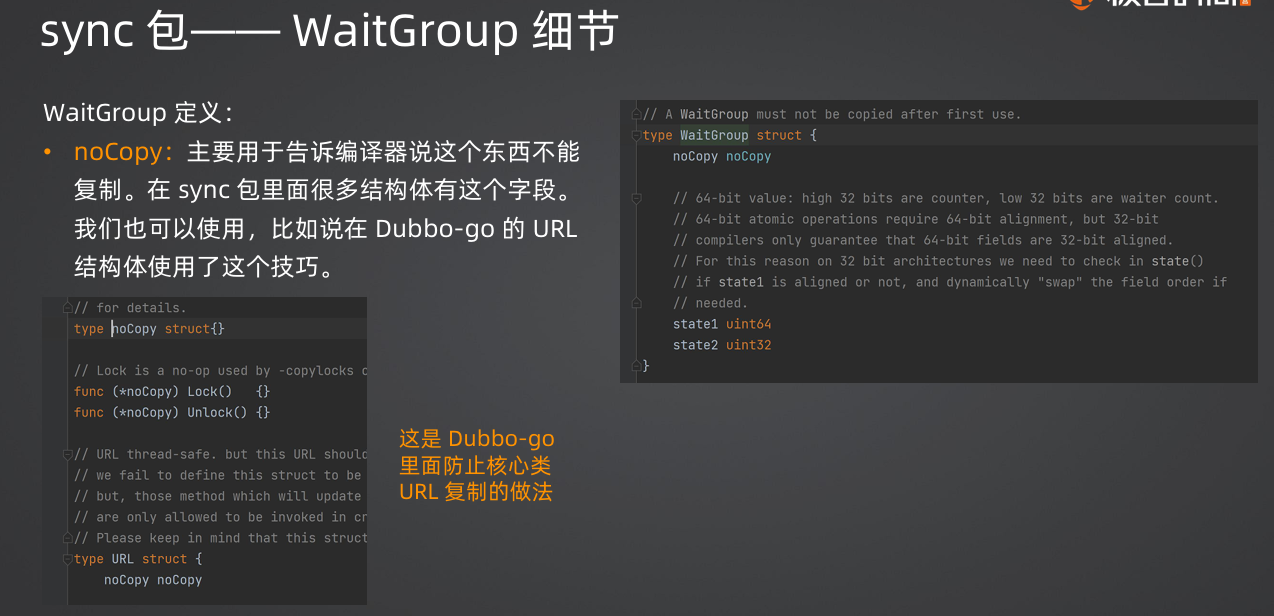 sync 包—— WaitGroup 细节
WaitGroup 定义：
• noCopy：主要用于告诉编译器说这个东西不能
复制。在 sync 包里面很多结构体有这个字段。
我们也可以使用，比如说在 Dubbo-go 的 URL
结构体使用了这个技巧。
// for details.
type noCopy struct{}
// Lock is a no-op used by -copylocks
func (*noCopy) Lock()   {}
func (*noCopy) Unlock() {}
// URL thread-safe. but this URL should
// we fail to define this struct to be
// but, those method which will update
// are only allowed to be invoked in
// Please keep in mind that this struct
type URL struct {
noCopy noCopy
这是 Dubbo-go
里面防止核心类
URL 复制的做法
// A WaitGroup must not be copied after first use.
type WaitGroup struct {
noCopy noCopy
// 64-bit value: high 32 bits are counter, low 32 bits are waiter count.
// 64-bit atomic operations require 64-bit alignment, but 32-bit
// compilers only guarantee that 64-bit fields are 32-bit aligned.
// For this reason on 32 bit architectures we need to check in state()
// if state1 is aligned or not, and dynamically "swap" the field order if
// needed.
state1 uint64
state2 uint32
}